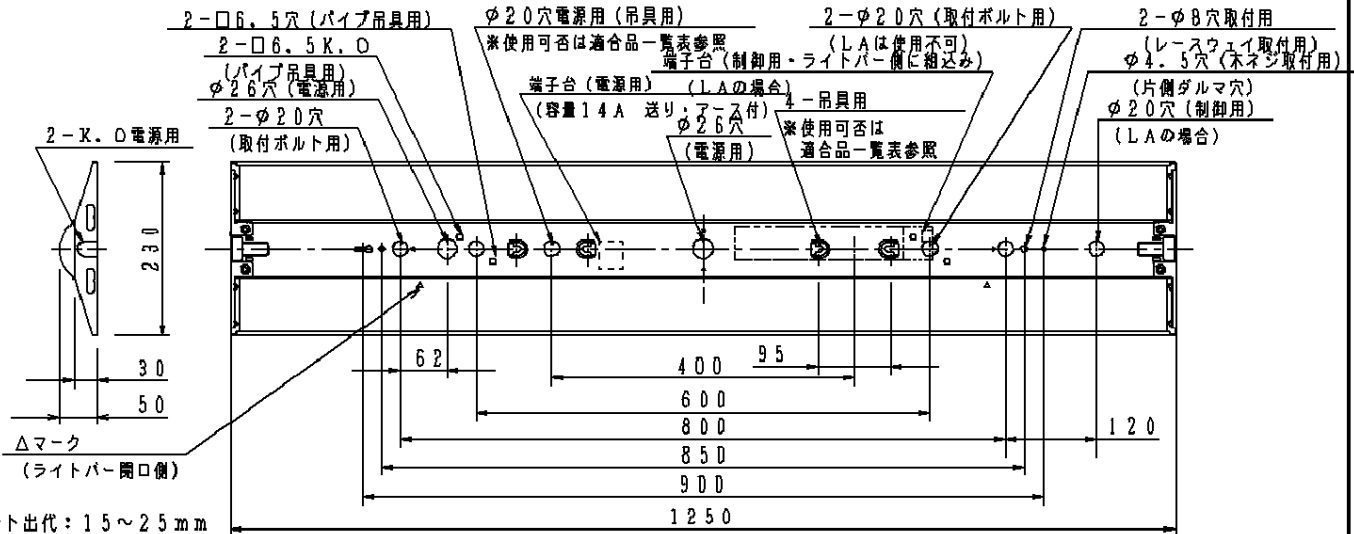 2-□6．5穴（パイプ吊具用）
2-□6．5K．O
（パイプ吊具用）
φ26穴（電源用）
2-φ20穴
（取付ボルト用）
2-K．O電源用
φ20穴電源用（吊具用）
※使用可否は適合品一覧表参照
端子台（電源用）
（容量14A　送り・アース付）
端子台（制御用・ライトバー側に組込み）
（LAの場合）
φ26穴
（電源用）
4-吊具用
※使用可否は
適合品一覧表参照
2-φ20穴（取付ボルト用）
（LAは使用不可）
2-φ8穴取付用
（レースウェイ取付用）
φ4．5穴（木ネジ取付用）
（片側ダルマ穴）
φ20穴（制御用）
（LAの場合）
230
30
50
62
400
95
600
800
120
850
900
1250
△マーク
（ライトバー開口側）
ト出代：15～25mm